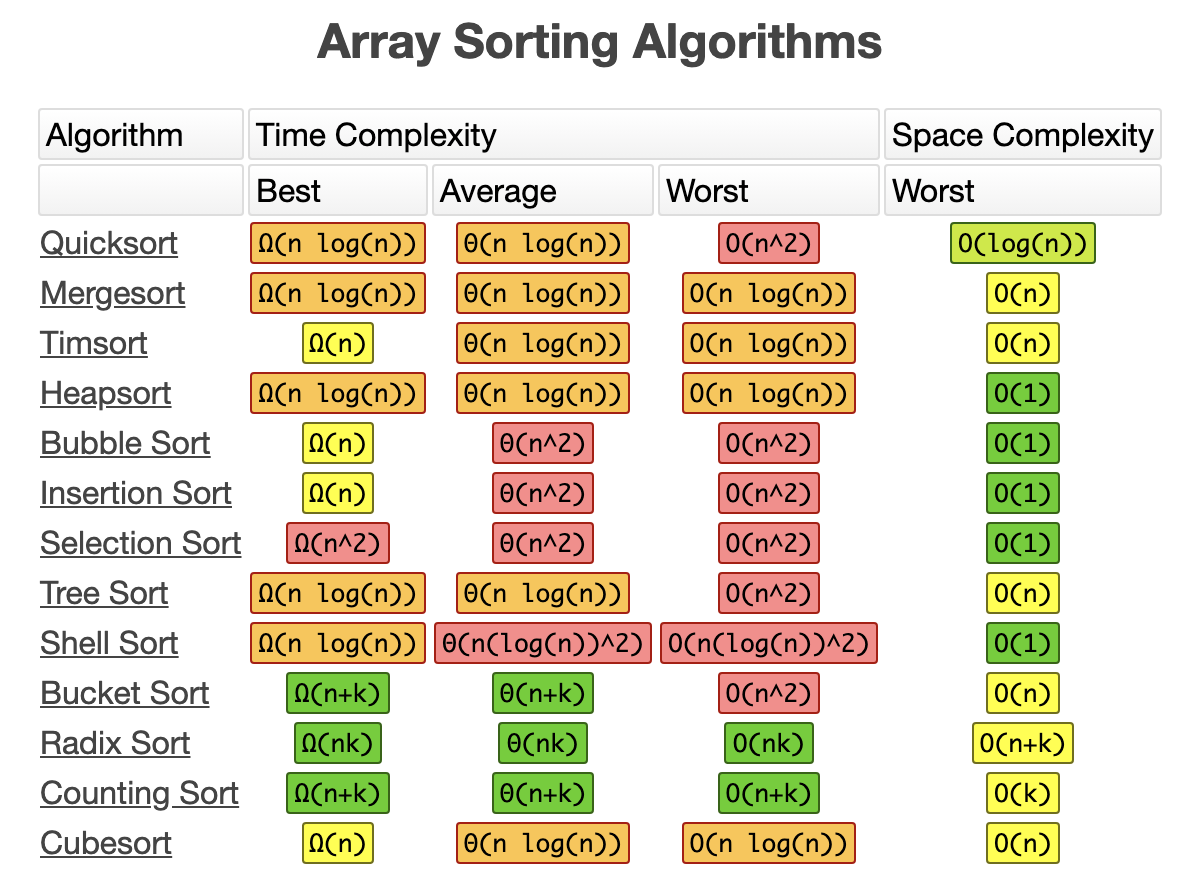 Array Sorting Algorithms
Algorithm Time Complexity Space Complexity
Best Average Worst Worst
Quicksort Ω(n log(n)) Θ(n log(n)) O(n^2) O(log(n))
Mergesort Ω(n log(n)) Θ(n log(n)) O(n log(n)) O(n)
Timsort Ω(n) Θ(n log(n)) O(n log(n)) O(n)
Heapsort Ω(n log(n)) Θ(n log(n)) O(n log(n)) O(1)
Bubble Sort Ω(n) Θ(n^2) O(n^2) O(1)
Insertion Sort Ω(n) Θ(n^2) O(n^2) O(1)
Selection Sort Ω(n^2) Θ(n^2) O(n^2) O(1)
Tree Sort Ω(n log(n)) Θ(n log(n)) O(n^2) O(n)
Shell Sort Ω(n log(n)) Θ(n(log(n))^2) O(n(log(n))^2) O(1)
Bucket Sort Ω(n+k) Θ(n+k) O(n^2) O(n)
Radix Sort Ω(nk) Θ(nk) O(nk) O(n+k)
Counting Sort Ω(n+k) Θ(n+k) O(n+k) O(k)
Cubesort Ω(n) Θ(n log(n)) O(n log(n)) O(n)